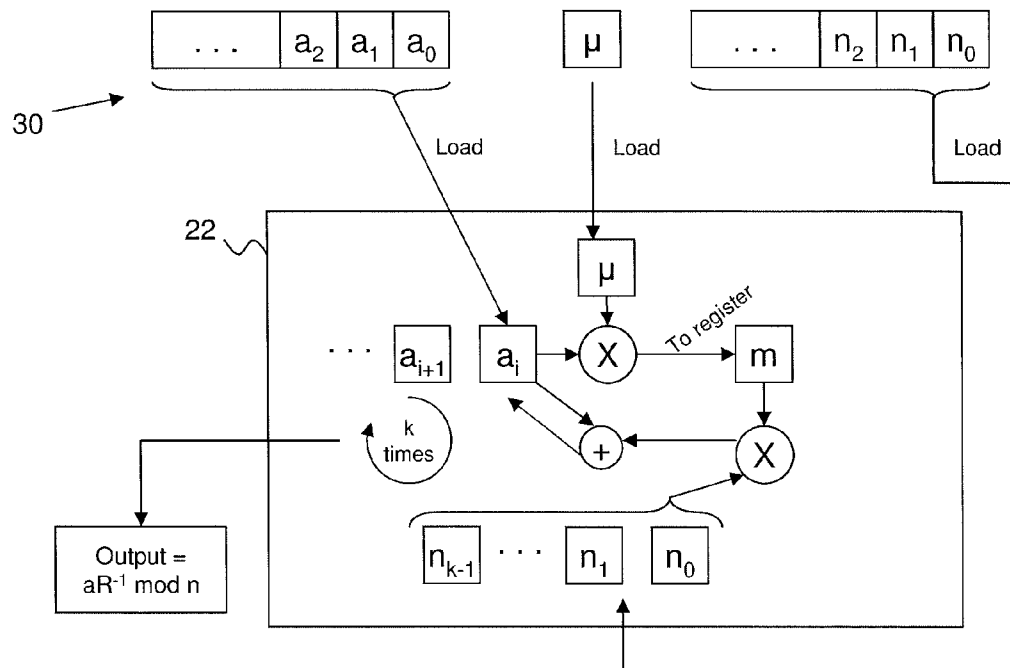 . . . a₂ a₁ a₀
μ
. . . n₂ n₁ n₀
30
Load
Load
Load
22
μ
To register
. . . aᵢ₊₁ aᵢ X m
k
times
+
X
nₖ₋₁ . . . n₁ n₀
Output =
aR⁻¹ mod n